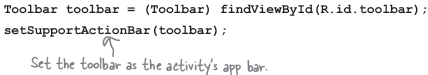 Toolbar toolbar = (Toolbar) findViewById(R.id.toolbar);
setSupportActionBar(toolbar);
Set the toolbar as the activity's app bar.